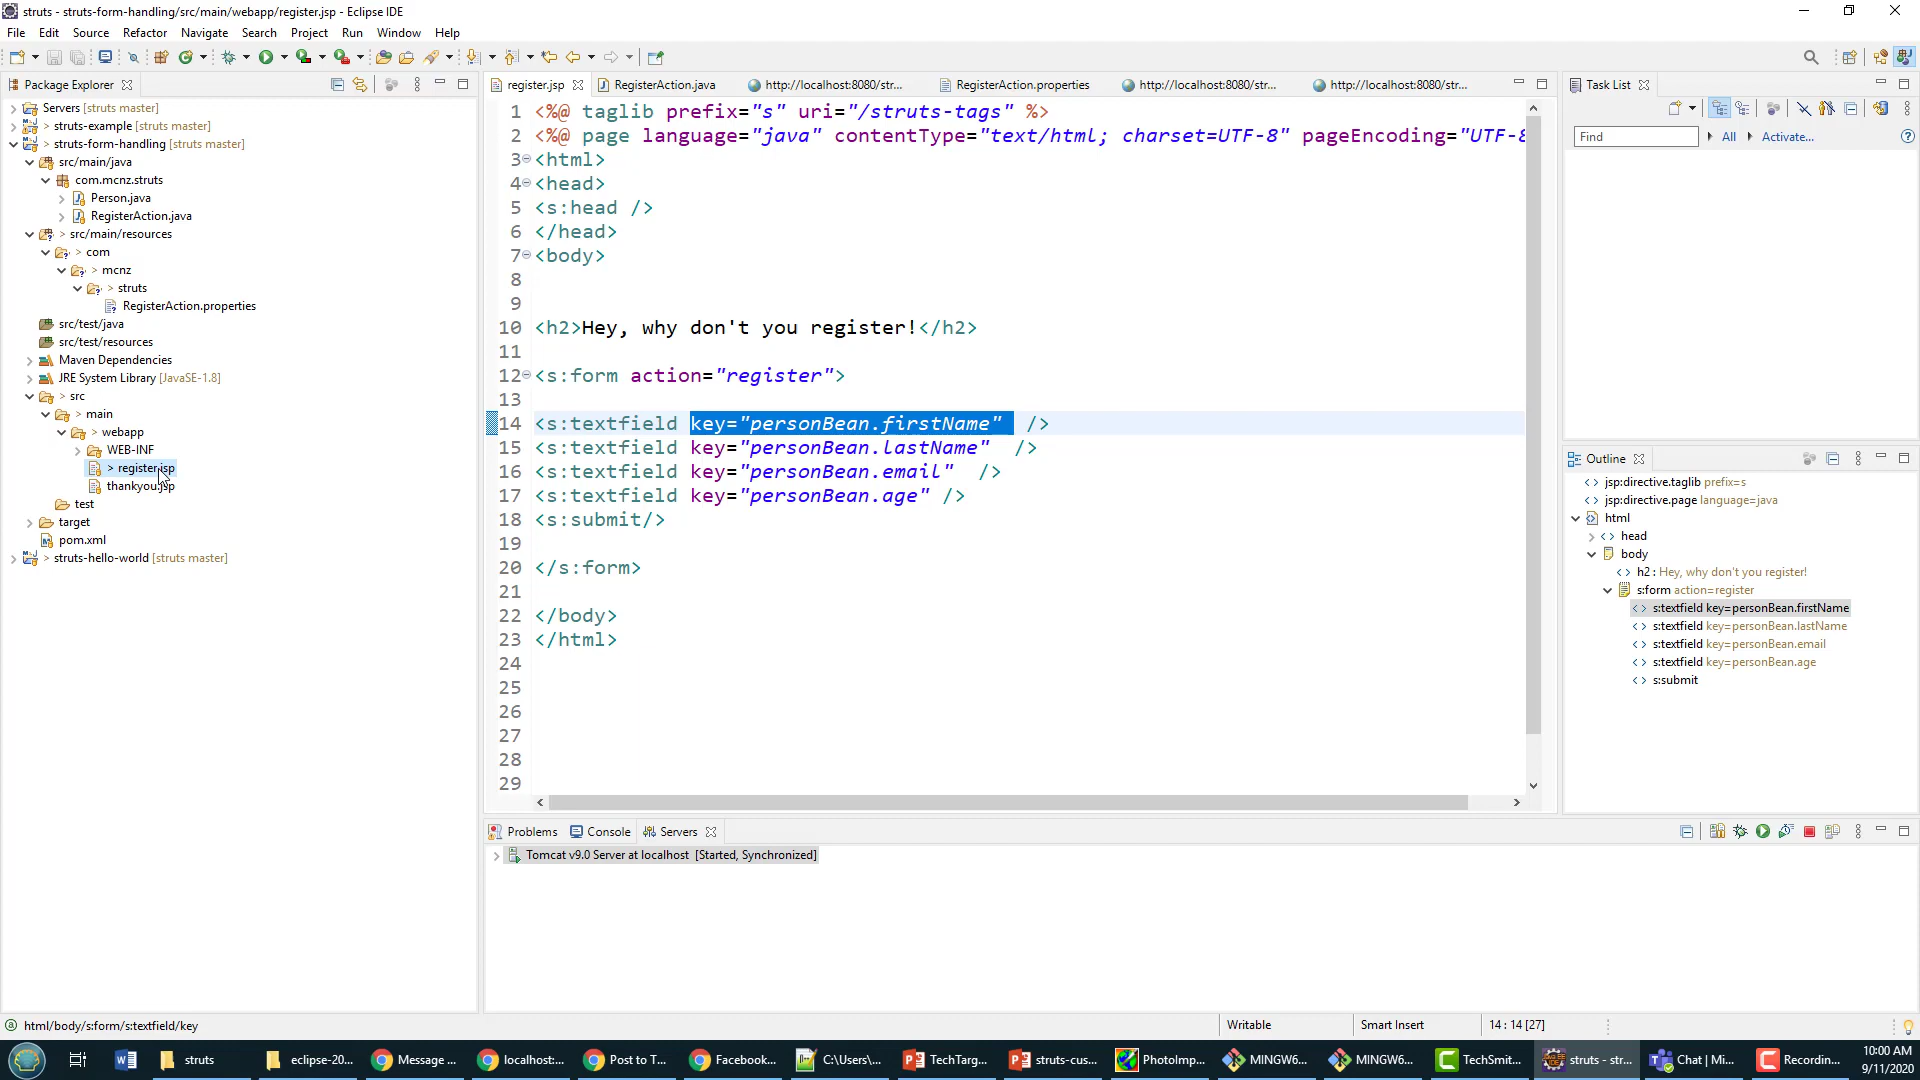 struts - struts-form-handling/src/main/webapp/register.jsp - Eclipse IDE
File Edit Source Refactor Navigate Search Project Run Window Help
Package Explorer
Servers [struts master]
> struts-example [struts master]
> struts-form-handling [struts master]
src/main/java
com.mcnz.struts
Person.java
RegisterAction.java
> src/main/resources
> com
> mcnz
> struts
RegisterAction.properties
src/test/java
src/test/resources
Maven Dependencies
JRE System Library [JavaSE-1.8]
> src
> main
> webapp
WEB-INF
> register.jsp
thankyou.jsp
test
> target
pom.xml
> struts-hello-world [struts master]
register.jsp RegisterAction.java http://localhost:8080/str... RegisterAction.properties http://localhost:8080/str... http://localhost:8080/str...
1 <%@ taglib prefix="s" uri="/struts-tags" %>
2 <%@ page language="java" contentType="text/html; charset=UTF-8" pageEncoding="UTF-8
3 <html>
4 <head>
5 <s:head />
6 </head>
7 <body>
8
9
10 <h2>Hey, why don't you register!</h2>
11
12 <s:form action="register">
13
14 <s:textfield key="personBean.firstName" />
15 <s:textfield key="personBean.lastName" />
16 <s:textfield key="personBean.email" />
17 <s:textfield key="personBean.age" />
18 <s:submit/>
19
20 </s:form>
21
22 </body>
23 </html>
24
25
26
27
28
29
Task List
Find All Activate...
Outline
jsp:directive.taglib prefix=s
jsp:directive.page language=java
html
head
body
h2 : Hey, why don't you register!
s:form action=register
s:textfield key=personBean.firstName
s:textfield key=personBean.lastName
s:textfield key=personBean.email
s:textfield key=personBean.age
s:submit
Problems Console Servers
Tomcat v9.0 Server at localhost [Started, Synchronized]
html/body/s:form/s:textfield/key
Writable Smart Insert 14 : 14 [27]
struts eclipse-20... Message ... localhost:... Post to T... Facebook... C:\Users\... TechTarg... struts-cus... PhotoImp... MINGW6... MINGW6... TechSmit... struts - str... Chat | Mi... Recordin...
10:00 AM
9/11/2020